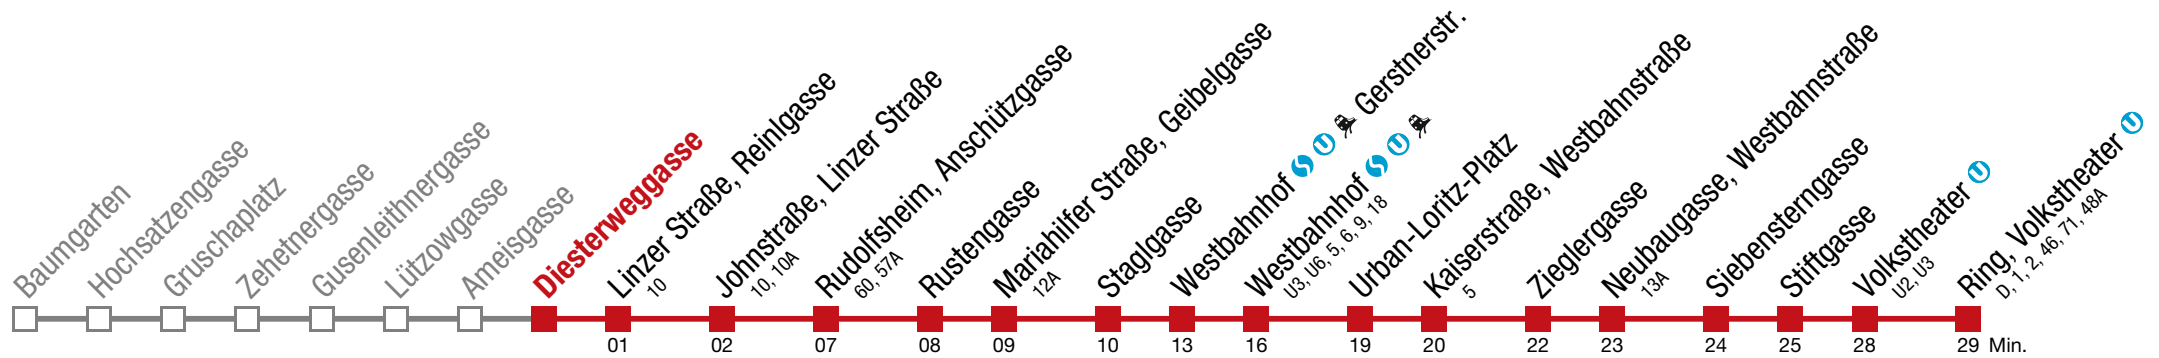 Baumgarten
Hochsatzengasse
Gruschaplatz
Zehetnergasse
Gusenleithnergasse
Lützowgasse
Ameisgasse
Diesterweggasse
Linzer Straße, Reinlgasse
10
Johnstraße, Linzer Straße
10, 10A
Rudolfsheim, Anschützgasse
60, 57A
Rustengasse
Mariahilfer Straße, Geibelgasse
12A
Staglgasse
Westbahnhof S U Gerstnerstr.
Westbahnhof S U
U3, U6, 5, 6, 9, 18
Urban-Loritz-Platz
Kaiserstraße, Westbahnstraße
5
Zieglergasse
Neubaugasse, Westbahnstraße
13A
Siebensterngasse
Stiftgasse
Volkstheater U
U2, U3
Ring, Volkstheater U
D, 1, 2, 46, 71, 48A
01 02 07 08 09 10 13 16 19 20 22 23 24 25 28 29 Min.